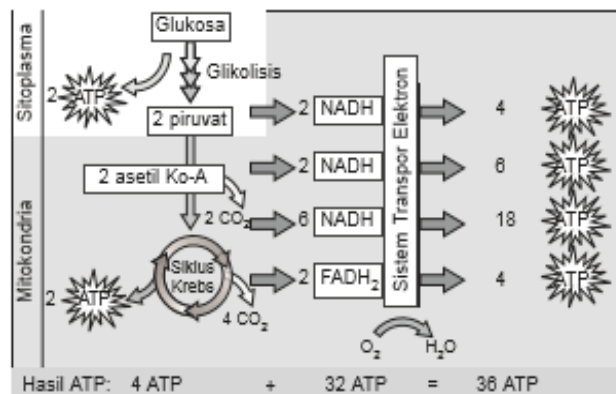 Sitoplasma
Glukosa
2 ATP
Glikolisis
2 piruvat
2 NADH
4 ATP
Mitokondria
2 asetil Ko-A
2 NADH
6 ATP
2 CO₂
6 NADH
18 ATP
Siklus
Krebs
2 ATP
4 CO₂
2 FADH₂
4 ATP
Sistem Transpor Elektron
O₂
H₂O
Hasil ATP: 4 ATP + 32 ATP = 36 ATP